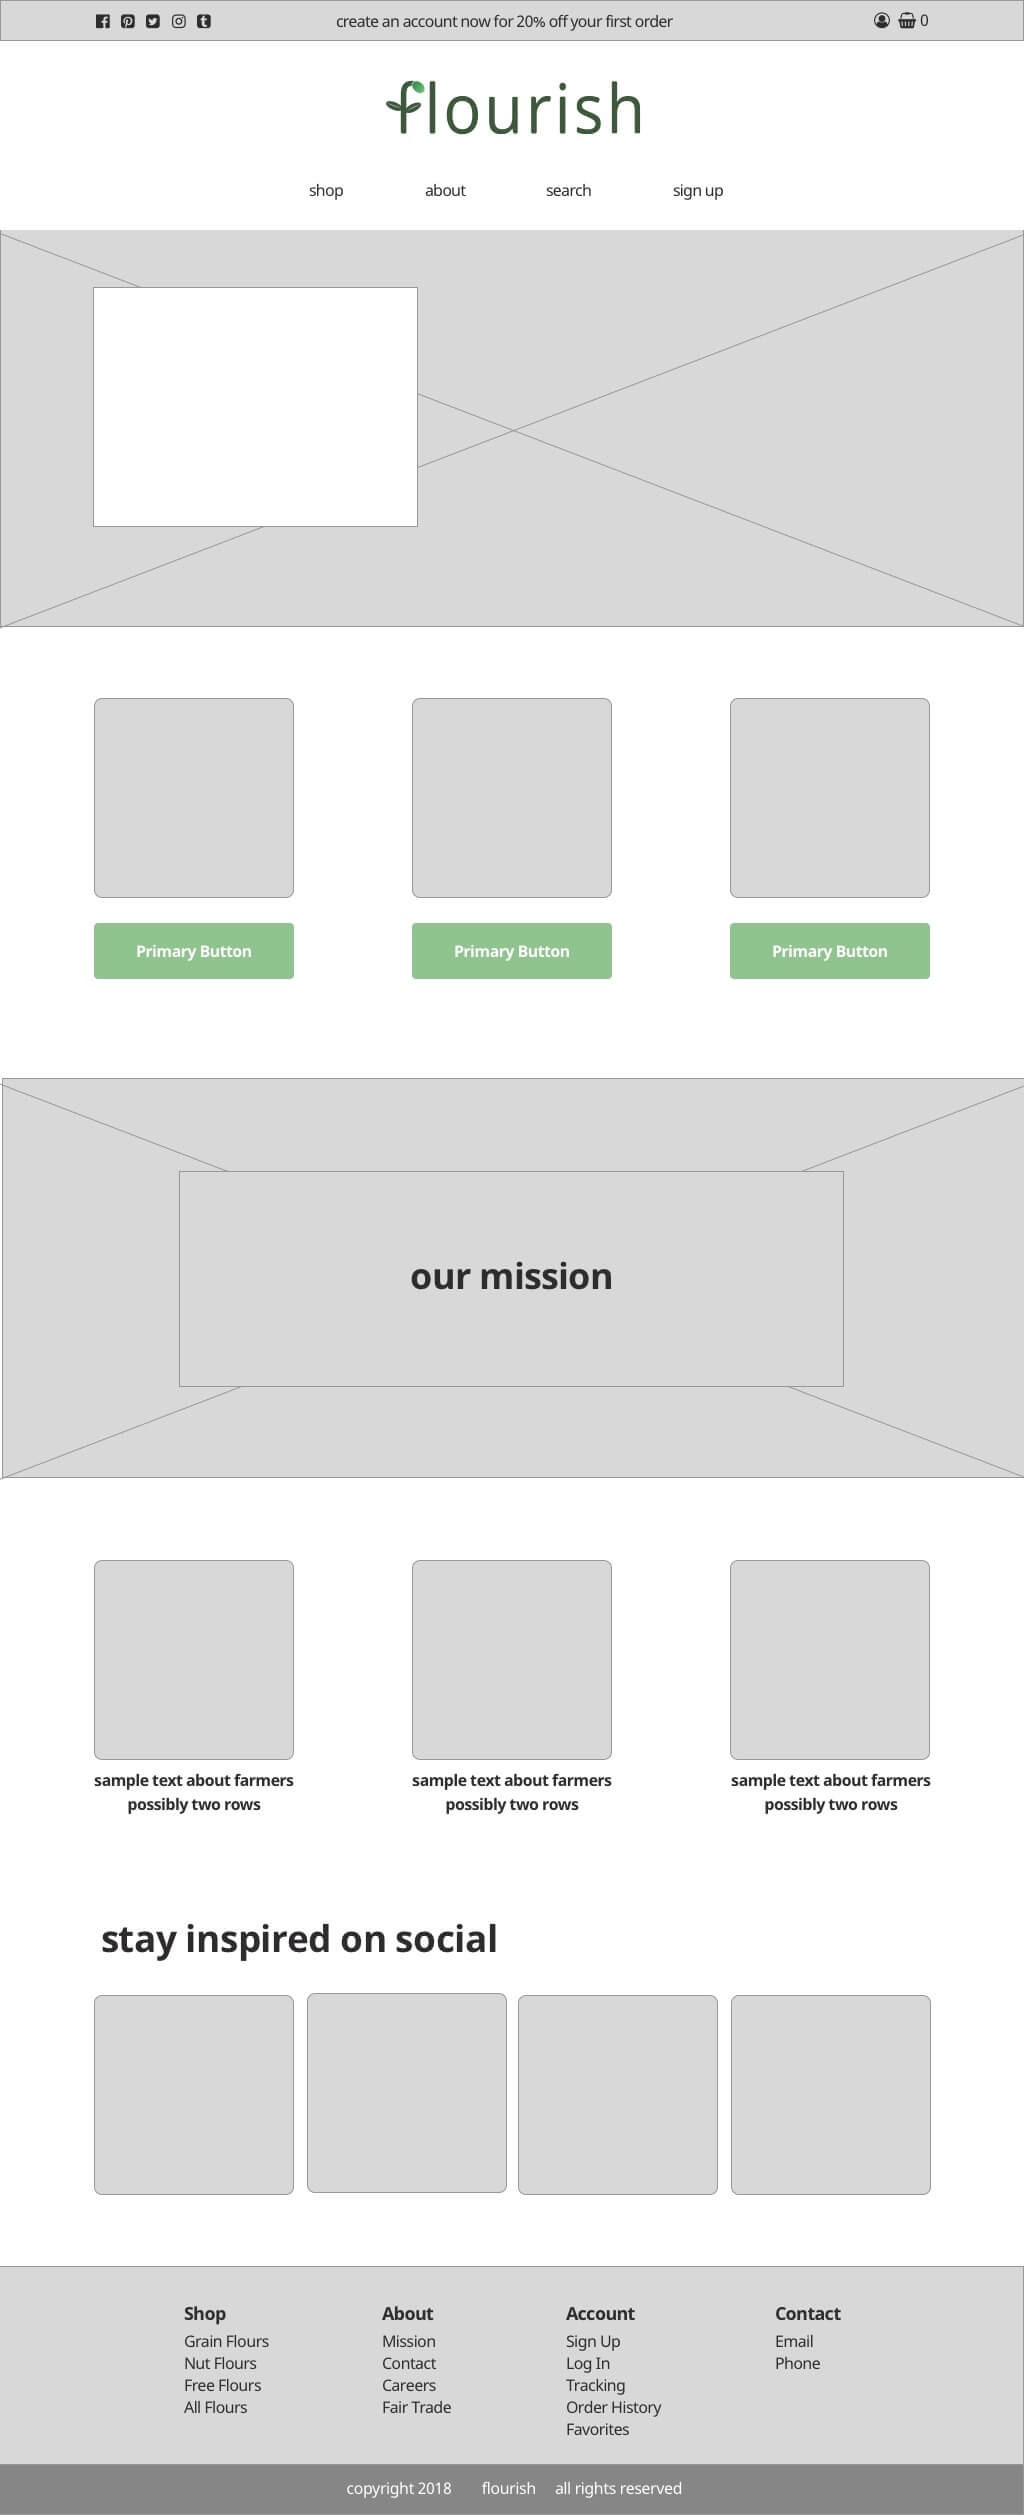 create an account now for 20% off your first order
0
flourish
shop about search sign up
Primary Button Primary Button Primary Button
our mission
sample text about farmers
possibly two rows
sample text about farmers
possibly two rows
sample text about farmers
possibly two rows
stay inspired on social
Shop
Grain Flours
Nut Flours
Free Flours
All Flours
About
Mission
Contact
Careers
Fair Trade
Account
Sign Up
Log In
Tracking
Order History
Favorites
Contact
Email
Phone
copyright 2018 flourish all rights reserved